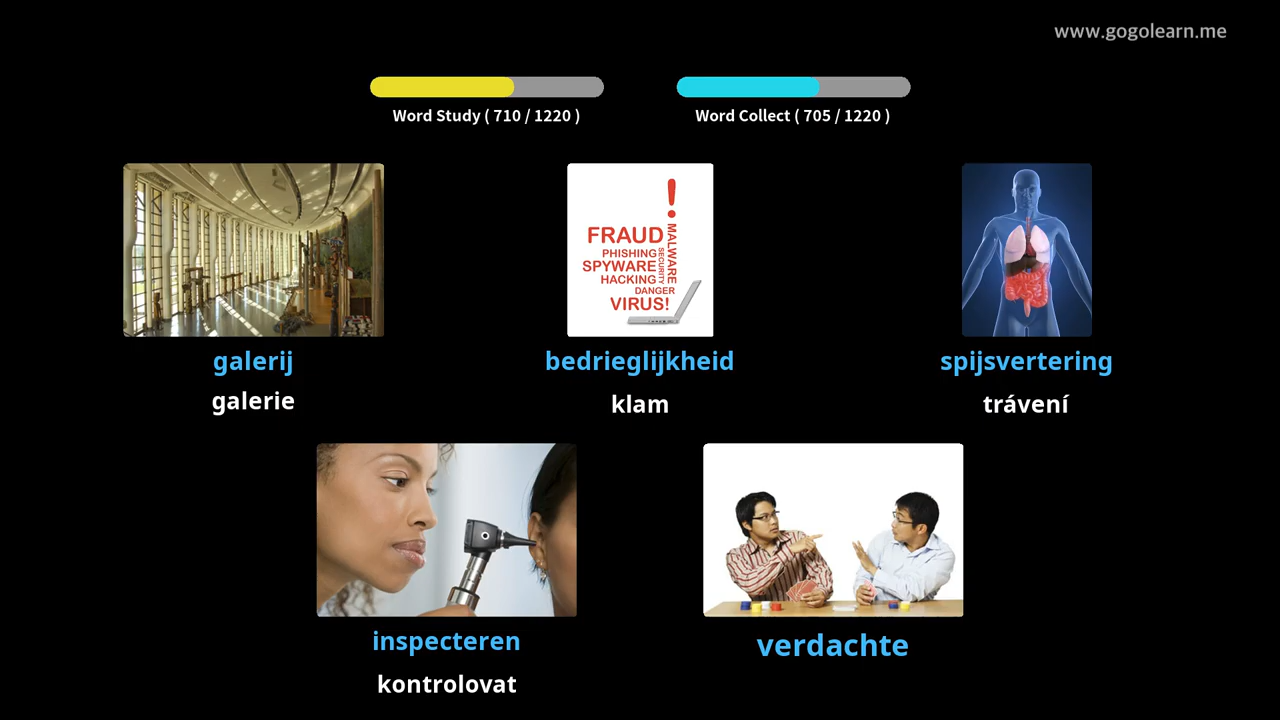 www.gogolearn.me
Word Study ( 710 / 1220 )
Word Collect ( 705 / 1220 )
!
FRAUD
PHISHING
SPYWARE
HACKING
DANGER
VIRUS!
SECURITY
MALWARE
galerij
galerie
bedrieglijkheid
klam
spijsvertering
trávení
inspecteren
kontrolovat
verdachte